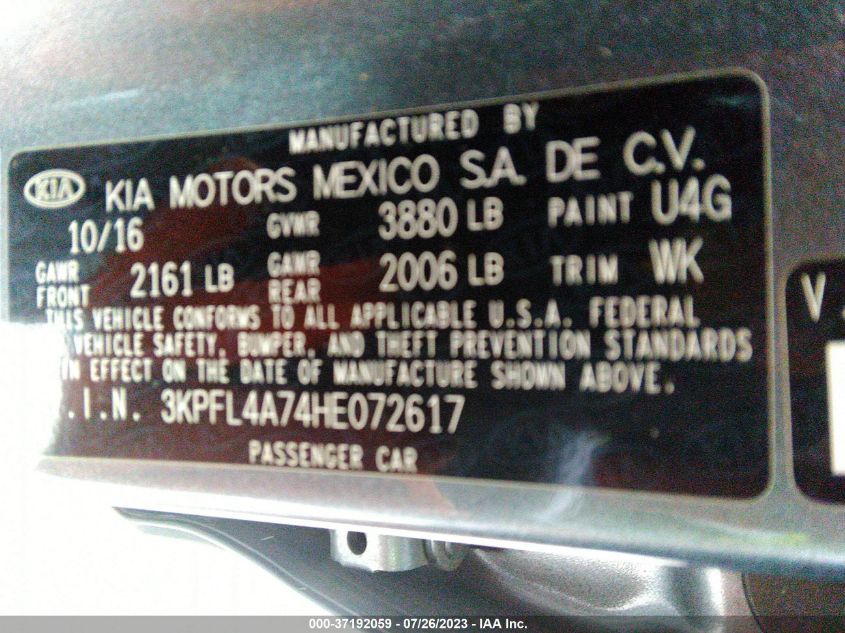 MANUFACTURED BY
KIA KIA MOTORS MEXICO S.A. DE C.V.
10/16 GVWR 3880 LB PAINT U4G
GAWR FRONT 2161 LB GAWR REAR 2006 LB TRIM WK
THIS VEHICLE CONFORMS TO ALL APPLICABLE U.S.A. FEDERAL
VEHICLE SAFETY, BUMPER, AND THEFT PREVENTION STANDARDS
IN EFFECT ON THE DATE OF MANUFACTURE SHOWN ABOVE.
.I.N. 3KPFL4A74HE072617
PASSENGER CAR
V
000-37192059 - 07/26/2023 - IAA Inc.